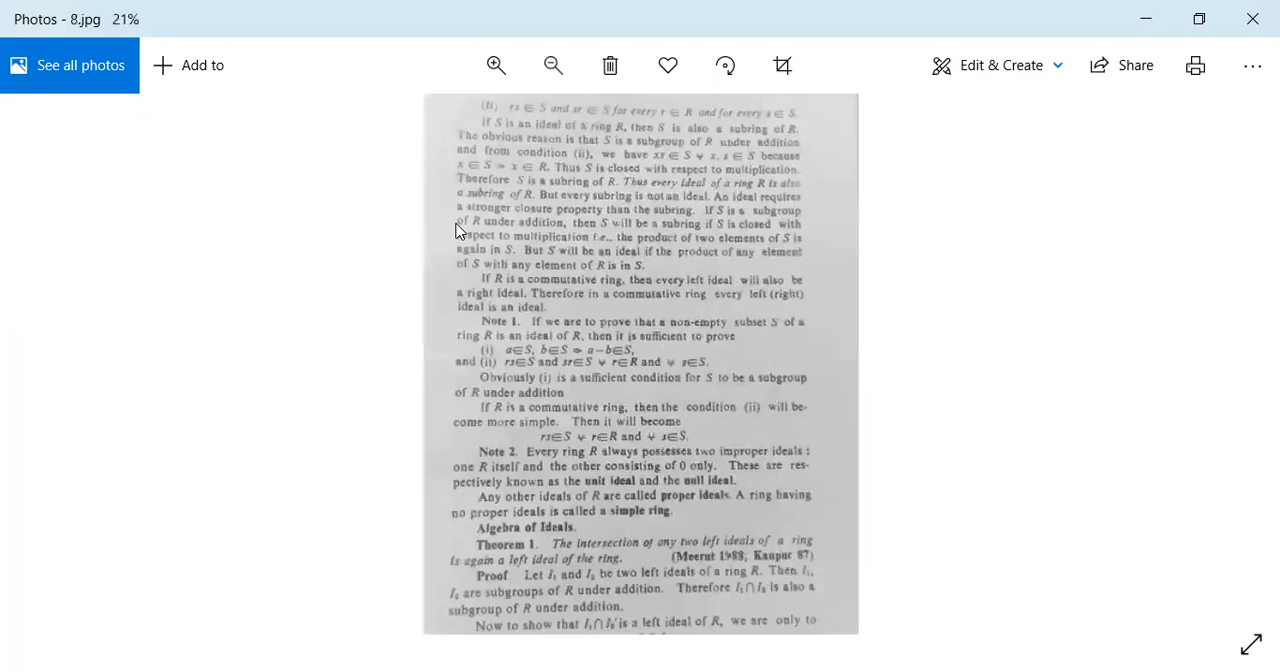 Photos - 8.jpg 21%
See all photos
Add to
Edit & Create
Share
(ii) rs ∈ S and sr ∈ S for every r ∈ R and for every s ∈ S.
If S is an ideal of a ring R, then S is also a subring of R.
The obvious reason is that S is a subgroup of R under addition
and from condition (ii), we have xs ∈ S ∀ x, s ∈ S because
x ∈ S ⇒ x ∈ R. Thus S is closed with respect to multiplication.
Therefore S is a subring of R. Thus every ideal of a ring R is also
a subring of R. But every subring is not an ideal. An ideal requires
a stronger closure property than the subring. If S is a subgroup
of R under addition, then S will be a subring if S is closed with
respect to multiplication i.e., the product of two elements of S is
again in S. But S will be an ideal if the product of any element
of S with any element of R is in S.
If R is a commutative ring, then every left ideal will also be
a right ideal. Therefore in a commutative ring every left (right)
ideal is an ideal.
Note 1. If we are to prove that a non-empty subset S of a
ring R is an ideal of R, then it is sufficient to prove
(i) a∈S, b∈S ⇒ a−b∈S,
and (ii) rs∈S and sr∈S ∀ r∈R and ∀ s∈S.
Obviously (i) is a sufficient condition for S to be a subgroup
of R under addition
If R is a commutative ring, then the condition (ii) will be-
come more simple. Then it will become
rs∈S ∀ r∈R and ∀ s∈S.
Note 2. Every ring R always possesses two improper ideals :
one R itself and the other consisting of 0 only. These are res-
pectively known as the unit ideal and the null ideal.
Any other ideals of R are called proper ideals. A ring having
no proper ideals is called a simple ring.
Algebra of Ideals.
Theorem 1. The intersection of any two left ideals of a ring
is again a left ideal of the ring. (Meerut 1988; Kanpur 87)
Proof Let I₁ and I₂ be two left ideals of a ring R. Then I₁,
I₂ are subgroups of R under addition. Therefore I₁∩I₂ is also a
subgroup of R under addition.
Now to show that I₁∩I₂ is a left ideal of R, we are only to